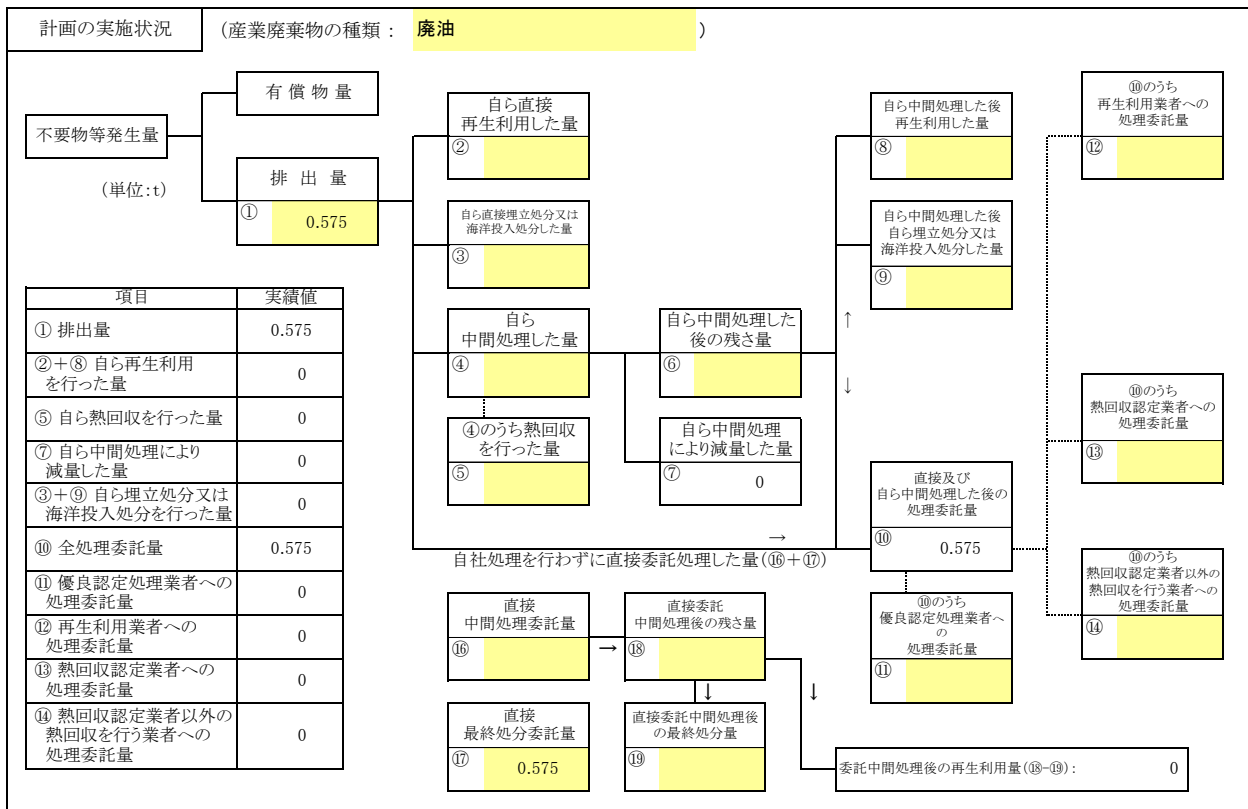 計画の実施状況
(産業廃棄物の種類： 廃油 )
不要物等発生量
(単位:t)
有 償 物 量
排 出 量
① 0.575
自ら直接
再生利用した量
②
自ら直接埋立処分又は
海洋投入処分した量
③
自ら
中間処理した量
④
④のうち熱回収
を行った量
⑤
自ら中間処理した
後の残さ量
⑥
自ら中間処理
により減量した量
⑦ 0
自ら中間処理した後
再生利用した量
⑧
自ら中間処理した後
自ら埋立処分又は
海洋投入処分した量
⑨
↑
↓
直接及び
自ら中間処理した後の
処理委託量
⑩ 0.575
⑩のうち
優良認定処理業者へ
の
処理委託量
⑪
⑩のうち
再生利用業者への
処理委託量
⑫
⑩のうち
熱回収認定業者への
処理委託量
⑬
⑩のうち
熱回収認定業者以外の
熱回収を行う業者への
処理委託量
⑭
→
自社処理を行わずに直接委託処理した量(⑯＋⑰)
直接
中間処理委託量
⑯
→
直接委託
中間処理後の残さ量
⑱
↓
↓
直接
最終処分委託量
⑰ 0.575
直接委託中間処理後
の最終処分量
⑲
委託中間処理後の再生利用量(⑱-⑲)： 0
項目 実績値
① 排出量 0.575
②＋⑧ 自ら再生利用
を行った量 0
⑤ 自ら熱回収を行った量 0
⑦ 自ら中間処理により
減量した量 0
③＋⑨ 自ら埋立処分又は
海洋投入処分を行った量 0
⑩ 全処理委託量 0.575
⑪ 優良認定処理業者への
処理委託量 0
⑫ 再生利用業者への
処理委託量 0
⑬ 熱回収認定業者への
処理委託量 0
⑭ 熱回収認定業者以外の
熱回収を行う業者への
処理委託量 0